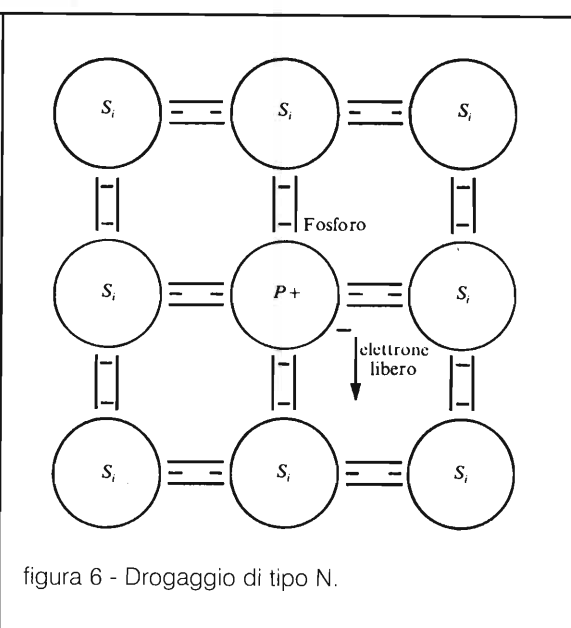 Si Si Si
Fosforo
Si P+ Si
elettrone
libero
Si Si Si
figura 6 - Drogaggio di tipo N.